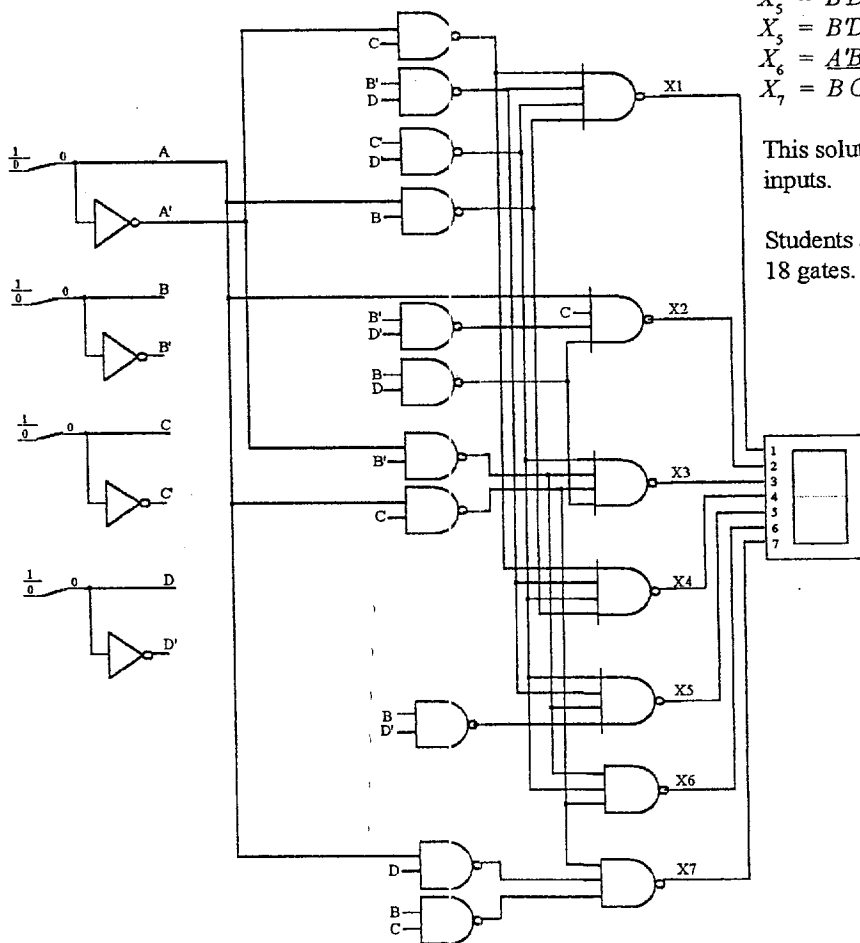 X₅ = B'D
X₅ = B'D
X₆ = A'B
X₇ = B C
This solut
inputs.
Students
18 gates.
1
0
0
A
A'
1
0
0
B
B'
1
0
0
C
C'
1
0
0
D
D'
C
B'
D
C'
D'
B
B'
D'
B
D
B'
C
B
D'
D
B
C
C
X1
X2
X3
X4
X5
X6
X7
1
2
3
4
5
6
7